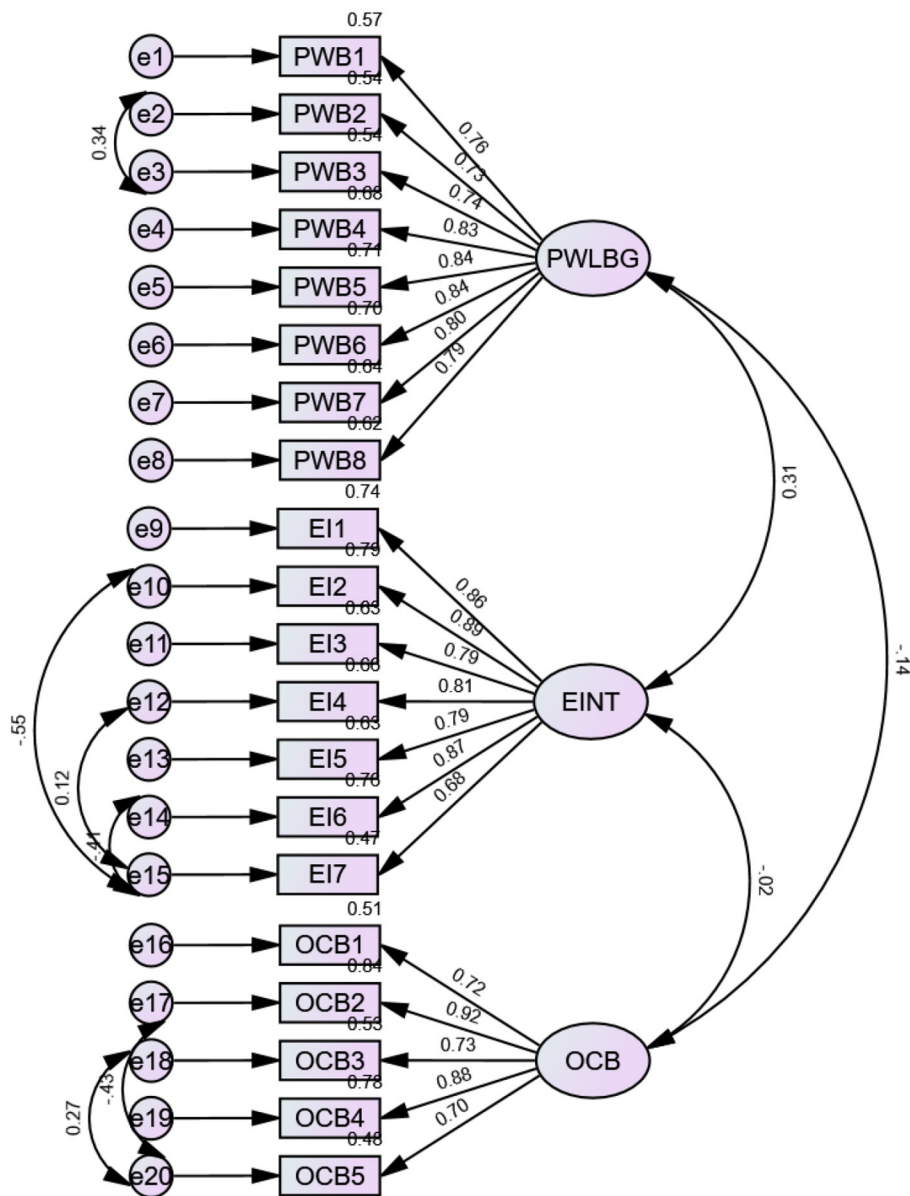 0.57
e1 PWB1
0.54
e2 PWB2
0.76
0.34
0.54
0.73
e3 PWB3
0.68
0.74
e4 PWB4
0.83
0.71
PWLBG
e5 PWB5
0.84
0.70
0.84
e6 PWB6
0.80
0.64
0.79
e7 PWB7
0.62
e8 PWB8
0.31
0.74
e9 EI1
0.79
e10 EI2
0.86
0.63
0.89
e11 EI3
0.79
-.14
0.66
e12 EI4
0.81
EINT
-.55
0.63
e13 EI5
0.79
0.12
0.76
0.87
e14 EI6
0.68
-.41
0.47
e15 EI7
-.02
0.51
e16 OCB1
0.84
0.72
e17 OCB2
0.92
0.53
e18 OCB3
0.73
OCB
-.43
0.78
0.88
0.27
e19 OCB4
0.48
0.70
e20 OCB5